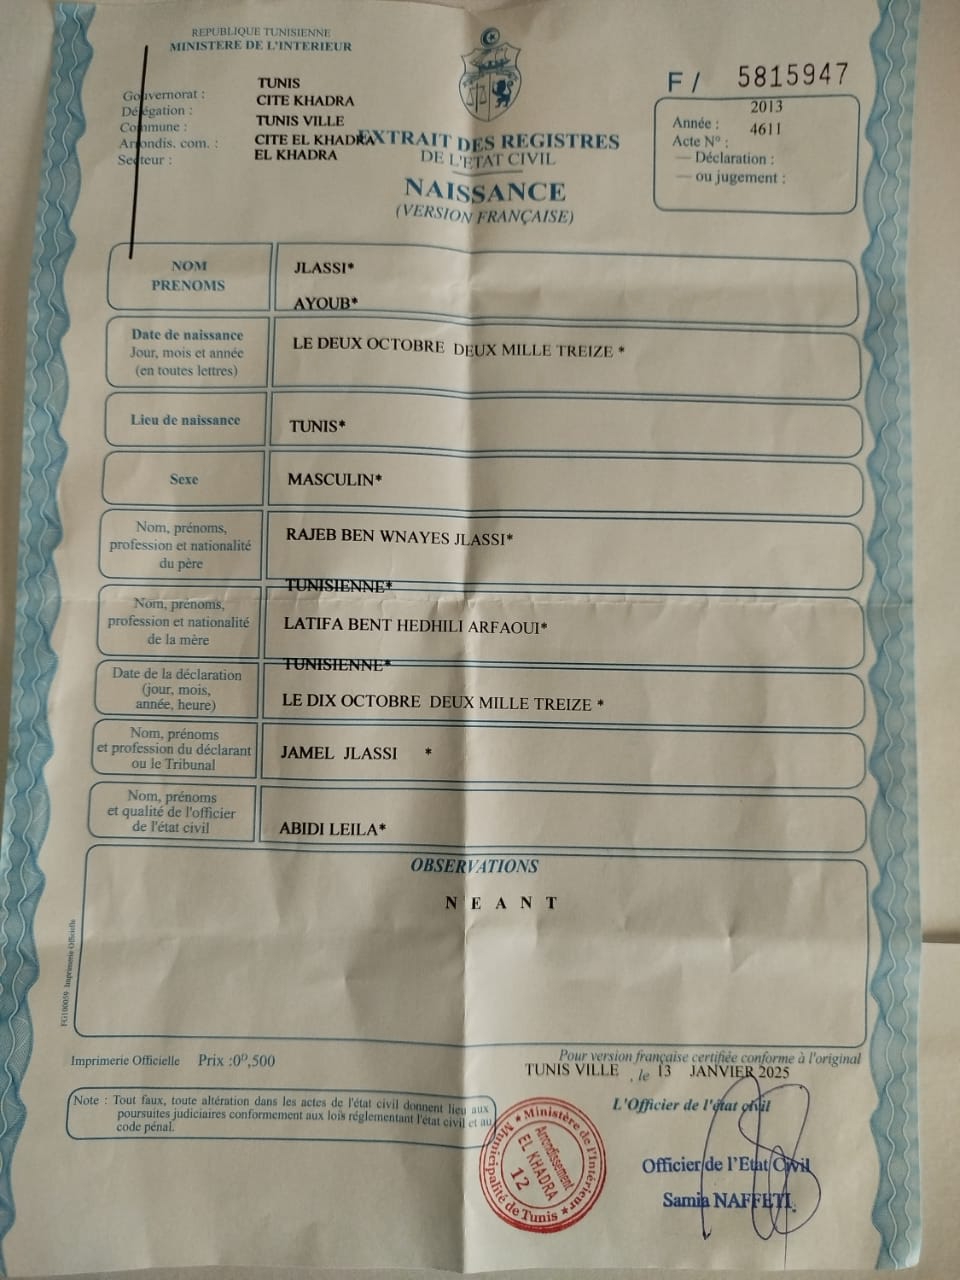 REPUBLIQUE TUNISIENNE
MINISTERE DE L'INTERIEUR
Gouvernorat : TUNIS
Délégation : CITE KHADRA
Commune : TUNIS VILLE
Arrondis. com. : CITE EL KHADRA
Secteur : EL KHADRA
EXTRAIT DES REGISTRES
DE L'ETAT CIVIL
NAISSANCE
(VERSION FRANÇAISE)
F / 5815947
Année : 2013
Acte N° : 4611
— Déclaration :
— ou jugement :
NOM JLASSI*
PRENOMS AYOUB*
Date de naissance
Jour, mois et année
(en toutes lettres)
LE DEUX OCTOBRE DEUX MILLE TREIZE *
Lieu de naissance TUNIS*
Sexe MASCULIN*
Nom, prénoms,
profession et nationalité
du père
RAJEB BEN WNAYES JLASSI*
TUNISIENNE*
Nom, prénoms,
profession et nationalité
de la mère
LATIFA BENT HEDHILI ARFAOUI*
TUNISIENNE*
Date de la déclaration
(jour, mois,
année, heure)
LE DIX OCTOBRE DEUX MILLE TREIZE *
Nom, prénoms
et profession du déclarant
ou le Tribunal
JAMEL JLASSI *
Nom, prénoms
et qualité de l'officier
de l'état civil
ABIDI LEILA*
OBSERVATIONS
N E A N T
FG100059 Imprimerie Officielle
Imprimerie Officielle Prix :0ᴰ,500
Pour version française certifiée conforme à l'original
TUNIS VILLE , le 13 JANVIER 2025
Note : Tout faux, toute altération dans les actes de l'état civil donnent lieu aux
poursuites judiciaires conformement aux lois réglementant l'état civil et au
code pénal.
L'Officier de l'état civil
Ministère de l'Intérieur
Municipalité de Tunis
Arrondissement
EL KHADRA
12
Officier de l'Etat Civil
Samia NAFFETI